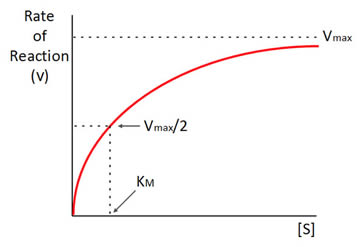 Rate
of
Reaction
(v)
Vmax
Vmax/2
KM
[S]